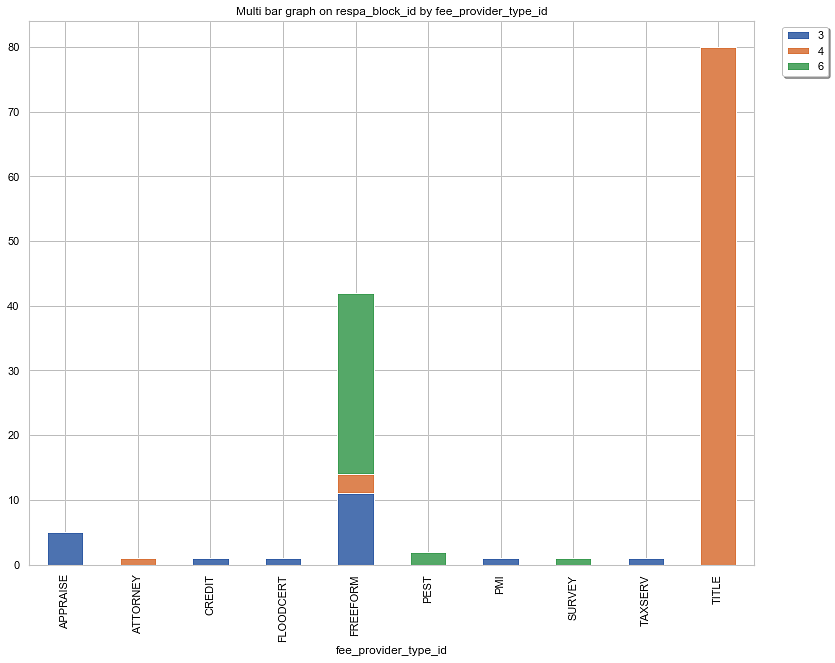 Multi bar graph on respa_block_id by fee_provider_type_id
3
4
6
80
70
60
50
40
30
20
10
0
APPRAISE
ATTORNEY
CREDIT
FLOODCERT
FREEFORM
PEST
PMI
SURVEY
TAXSERV
TITLE
fee_provider_type_id